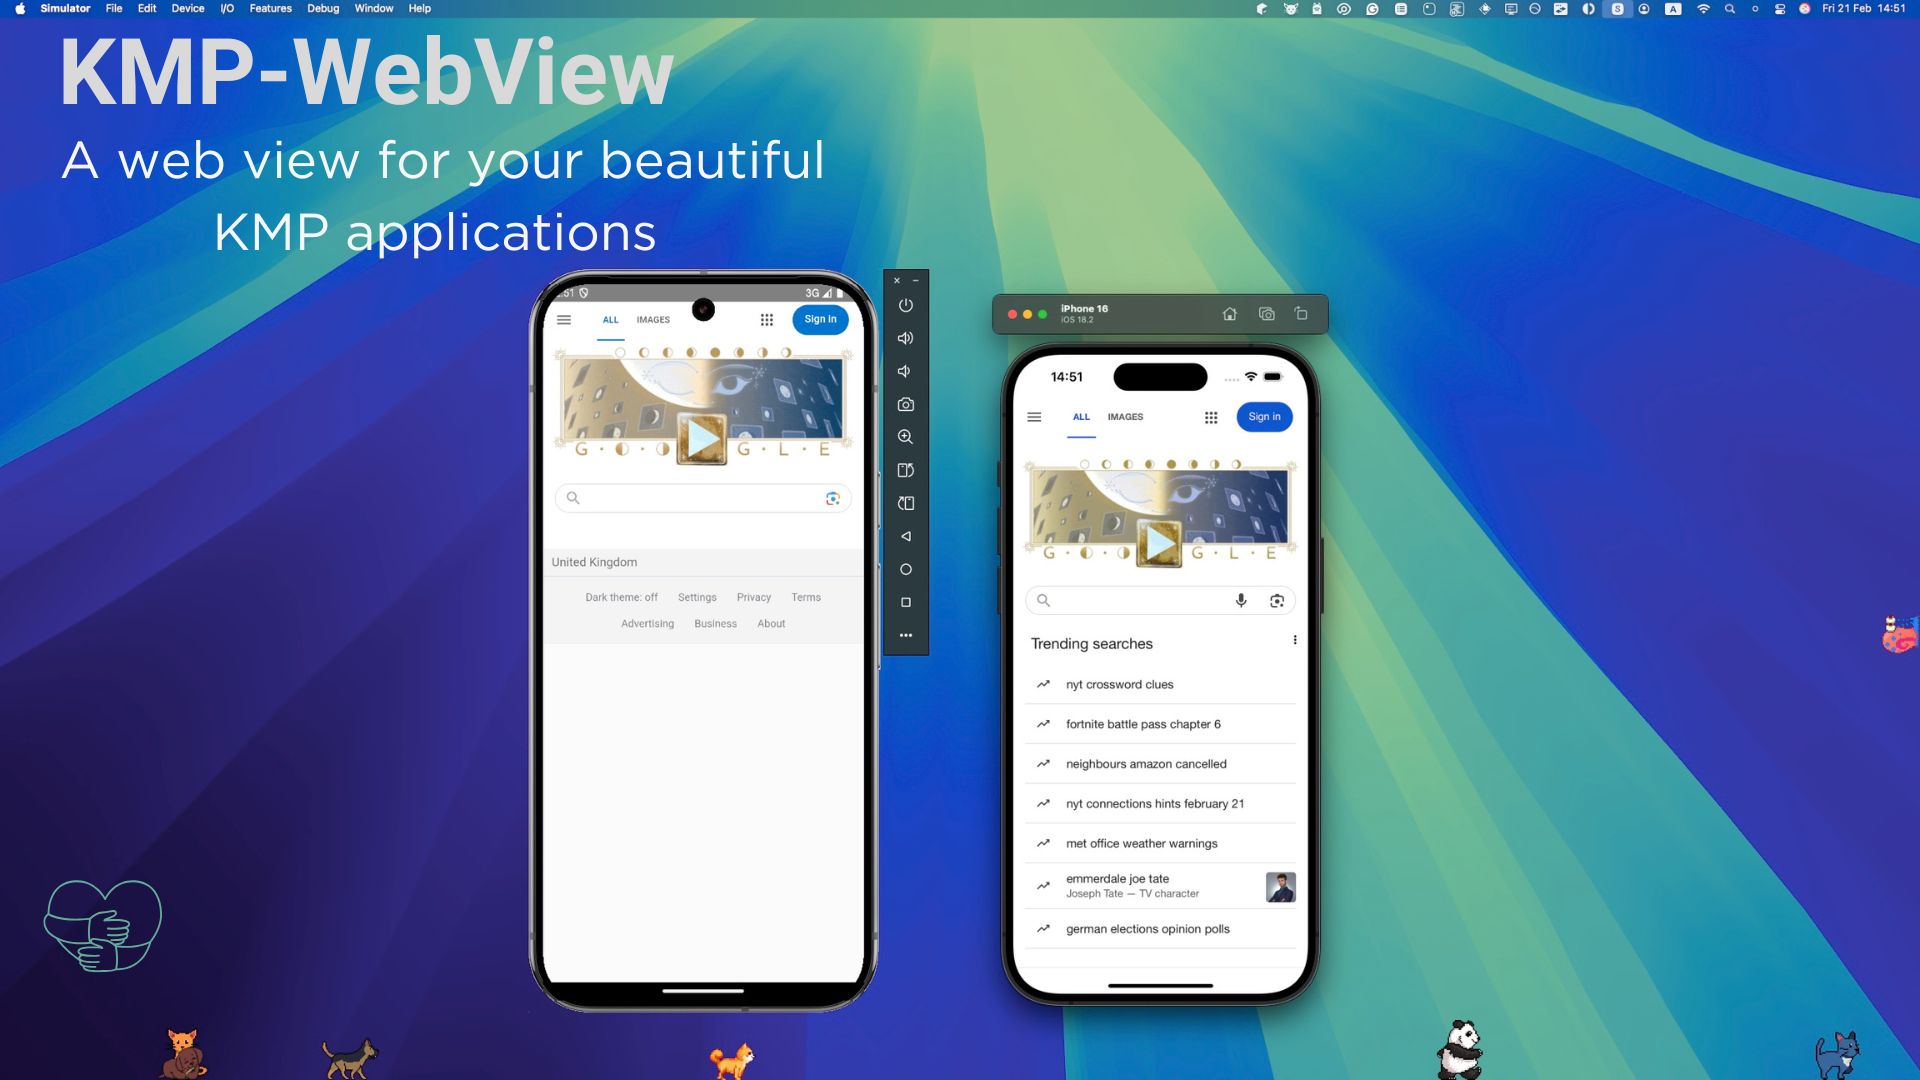 Simulator File Edit Device I/O Features Debug Window Help
A S Fri 21 Feb 14:51
KMP-WebView
A web view for your beautiful
KMP applications
:51 3G
ALL IMAGES Sign in
G O G L E
United Kingdom
Dark theme: off Settings Privacy Terms
Advertising Business About
iPhone 16
iOS 18.2
14:51
ALL IMAGES Sign in
G O G L E
Trending searches
nyt crossword clues
fortnite battle pass chapter 6
neighbours amazon cancelled
nyt connections hints february 21
met office weather warnings
emmerdale joe tate
Joseph Tate — TV character
german elections opinion polls